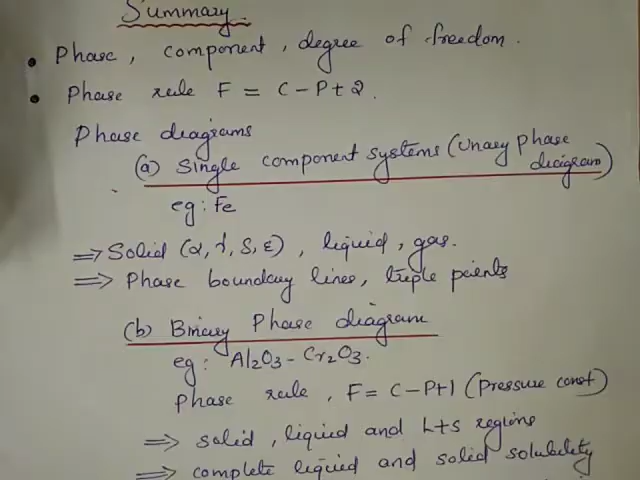 Summary.
• Phase, component, degree of freedom.
• Phase rule F = C - P + 2.
Phase diagrams
(a) Single component systems (Unary phase diagram)
eg: Fe
⇒ Solid (α, γ, δ, ε), liquid, gas.
⇒ Phase boundary lines, triple points
(b) Binary Phase diagram
eg: Al2O3 - Cr2O3.
Phase rule, F = C - P + 1 (Pressure const)
⇒ solid, liquid and L+S regions
⇒ complete liquid and solid solubility